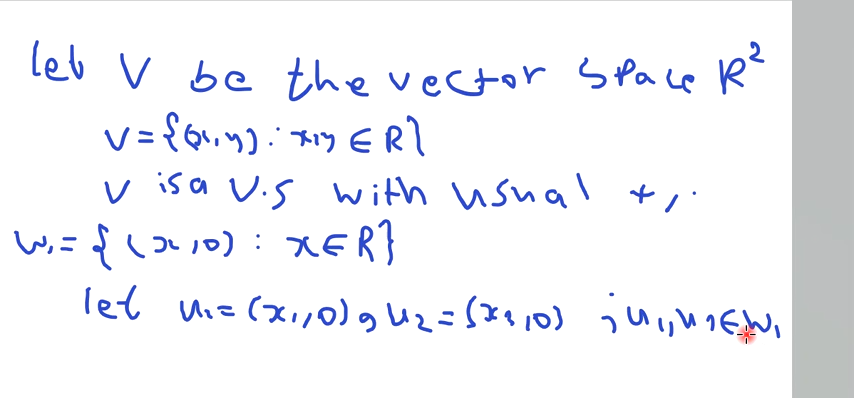 let V be the vector space R²
V = {(x,y) : x,y ∈ R}
V is a V.S with usual +, .
W₁ = { (x,0) : x ∈ R}
let u₁ = (x₁,0), u₂ = (x₂,0) ; u₁, u₂ ∈ W₁